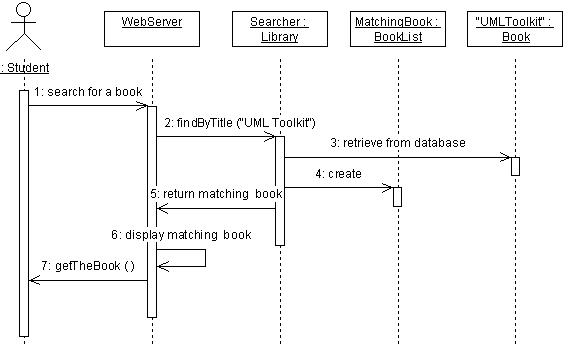 WebServer
Searcher :
Library
MatchingBook :
BookList
"UMLToolkit" :
Book
: Student
1: search for a book
2: findByTitle ("UML Toolkit")
3: retrieve from database
4: create
5: return matching book
6: display matching book
7: getTheBook ( )